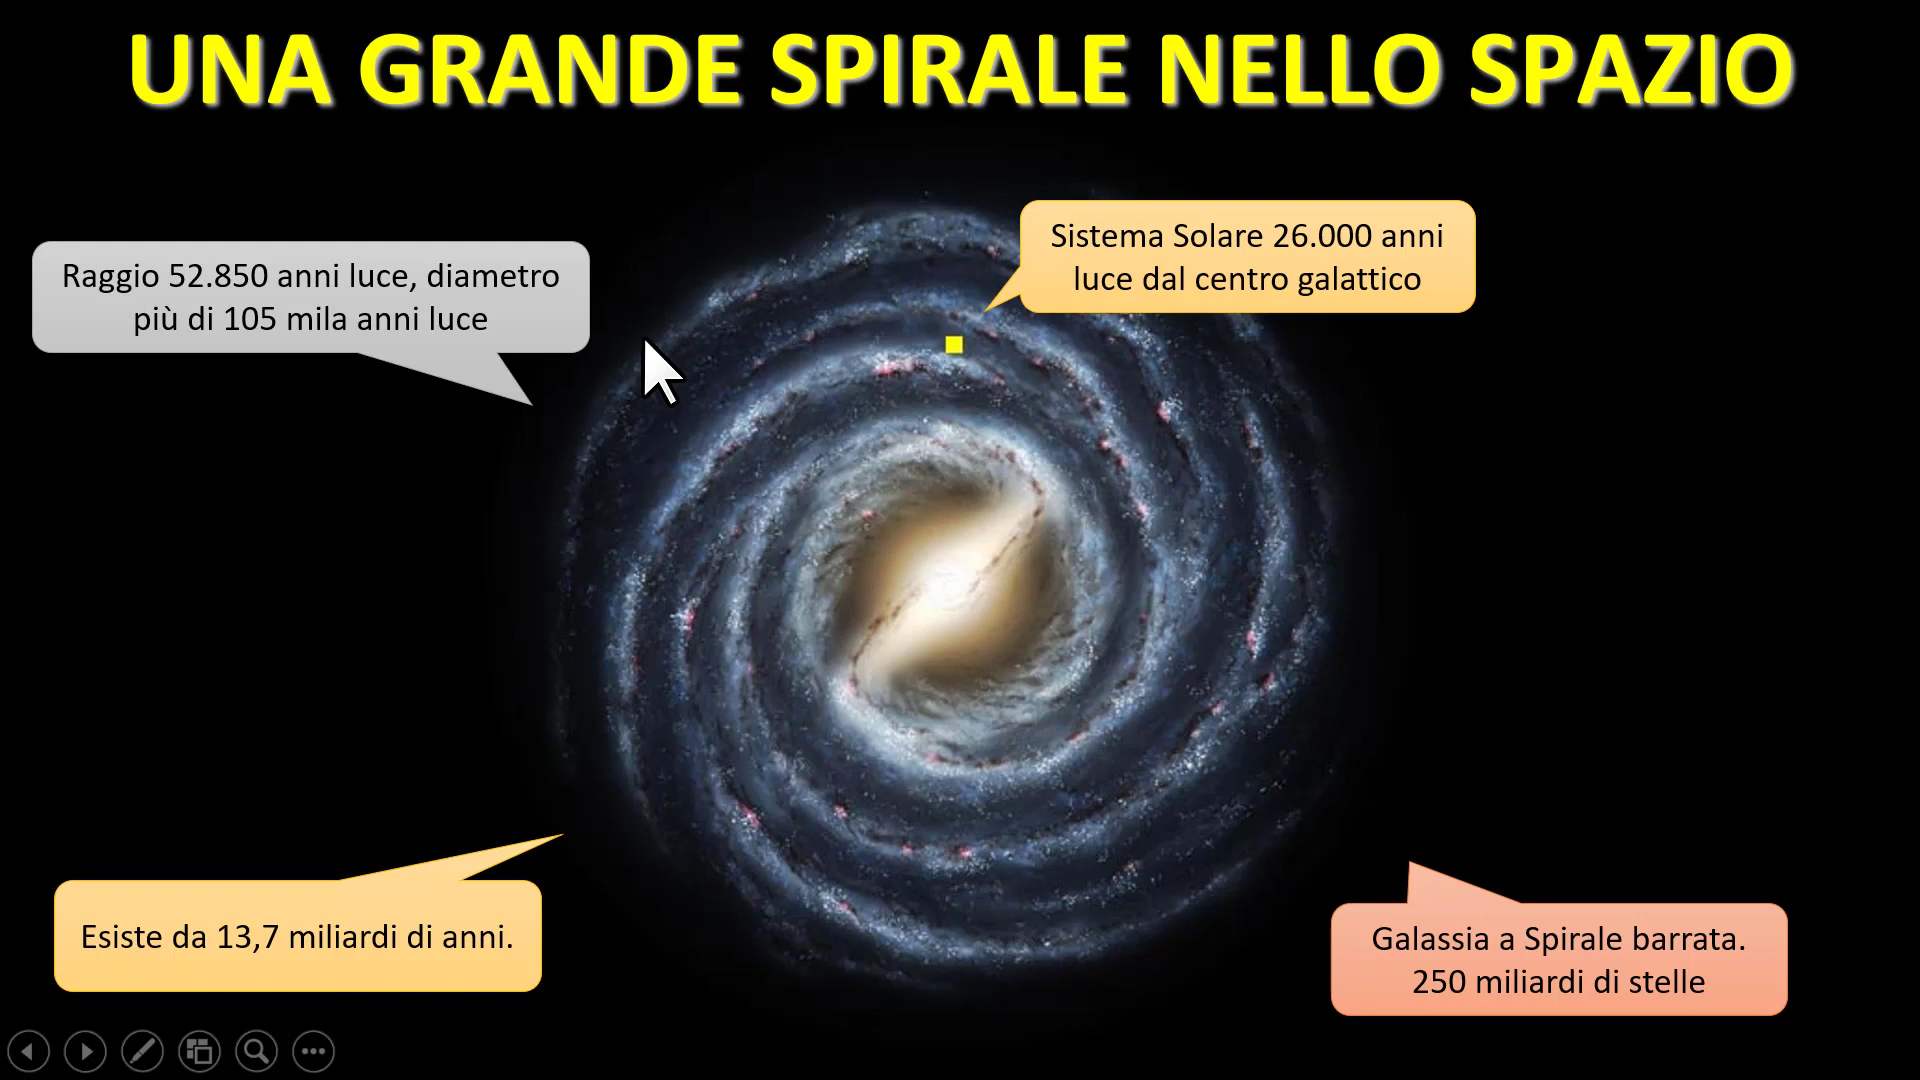 UNA GRANDE SPIRALE NELLO SPAZIO
Sistema Solare 26.000 anni
luce dal centro galattico
Raggio 52.850 anni luce, diametro
più di 105 mila anni luce
Esiste da 13,7 miliardi di anni.
Galassia a Spirale barrata.
250 miliardi di stelle